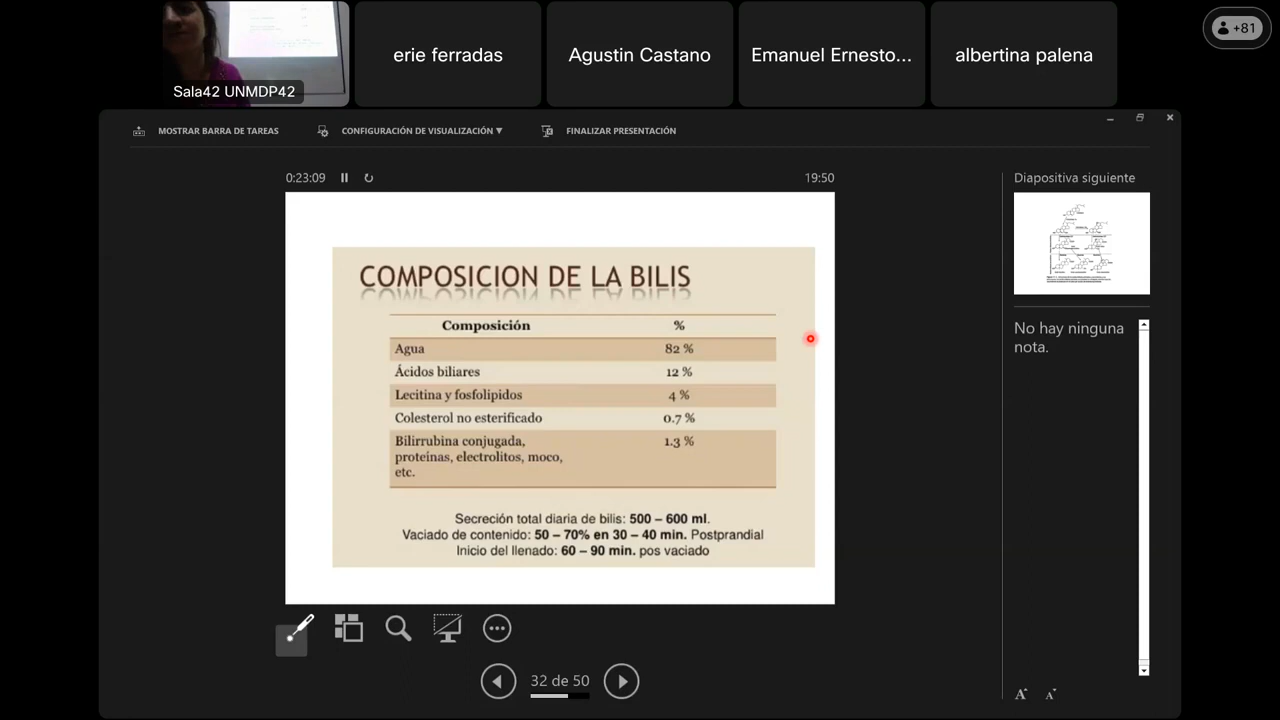 Sala42 UNMDP42
erie ferradas
Agustin Castano
Emanuel Ernesto...
albertina palena
+81
MOSTRAR BARRA DE TAREAS
CONFIGURACIÓN DE VISUALIZACIÓN ▼
FINALIZAR PRESENTACIÓN
0:23:09
19:50
Diapositiva siguiente
COMPOSICION DE LA BILIS
Composición %
Agua 82 %
Ácidos biliares 12 %
Lecitina y fosfolipidos 4 %
Colesterol no esterificado 0.7 %
Bilirrubina conjugada, 1.3 %
proteínas, electrolitos, moco,
etc.
Secreción total diaria de bilis: 500 – 600 ml.
Vaciado de contenido: 50 – 70% en 30 – 40 min. Postprandial
Inicio del llenado: 60 – 90 min. pos vaciado
No hay ninguna
nota.
32 de 50
A A